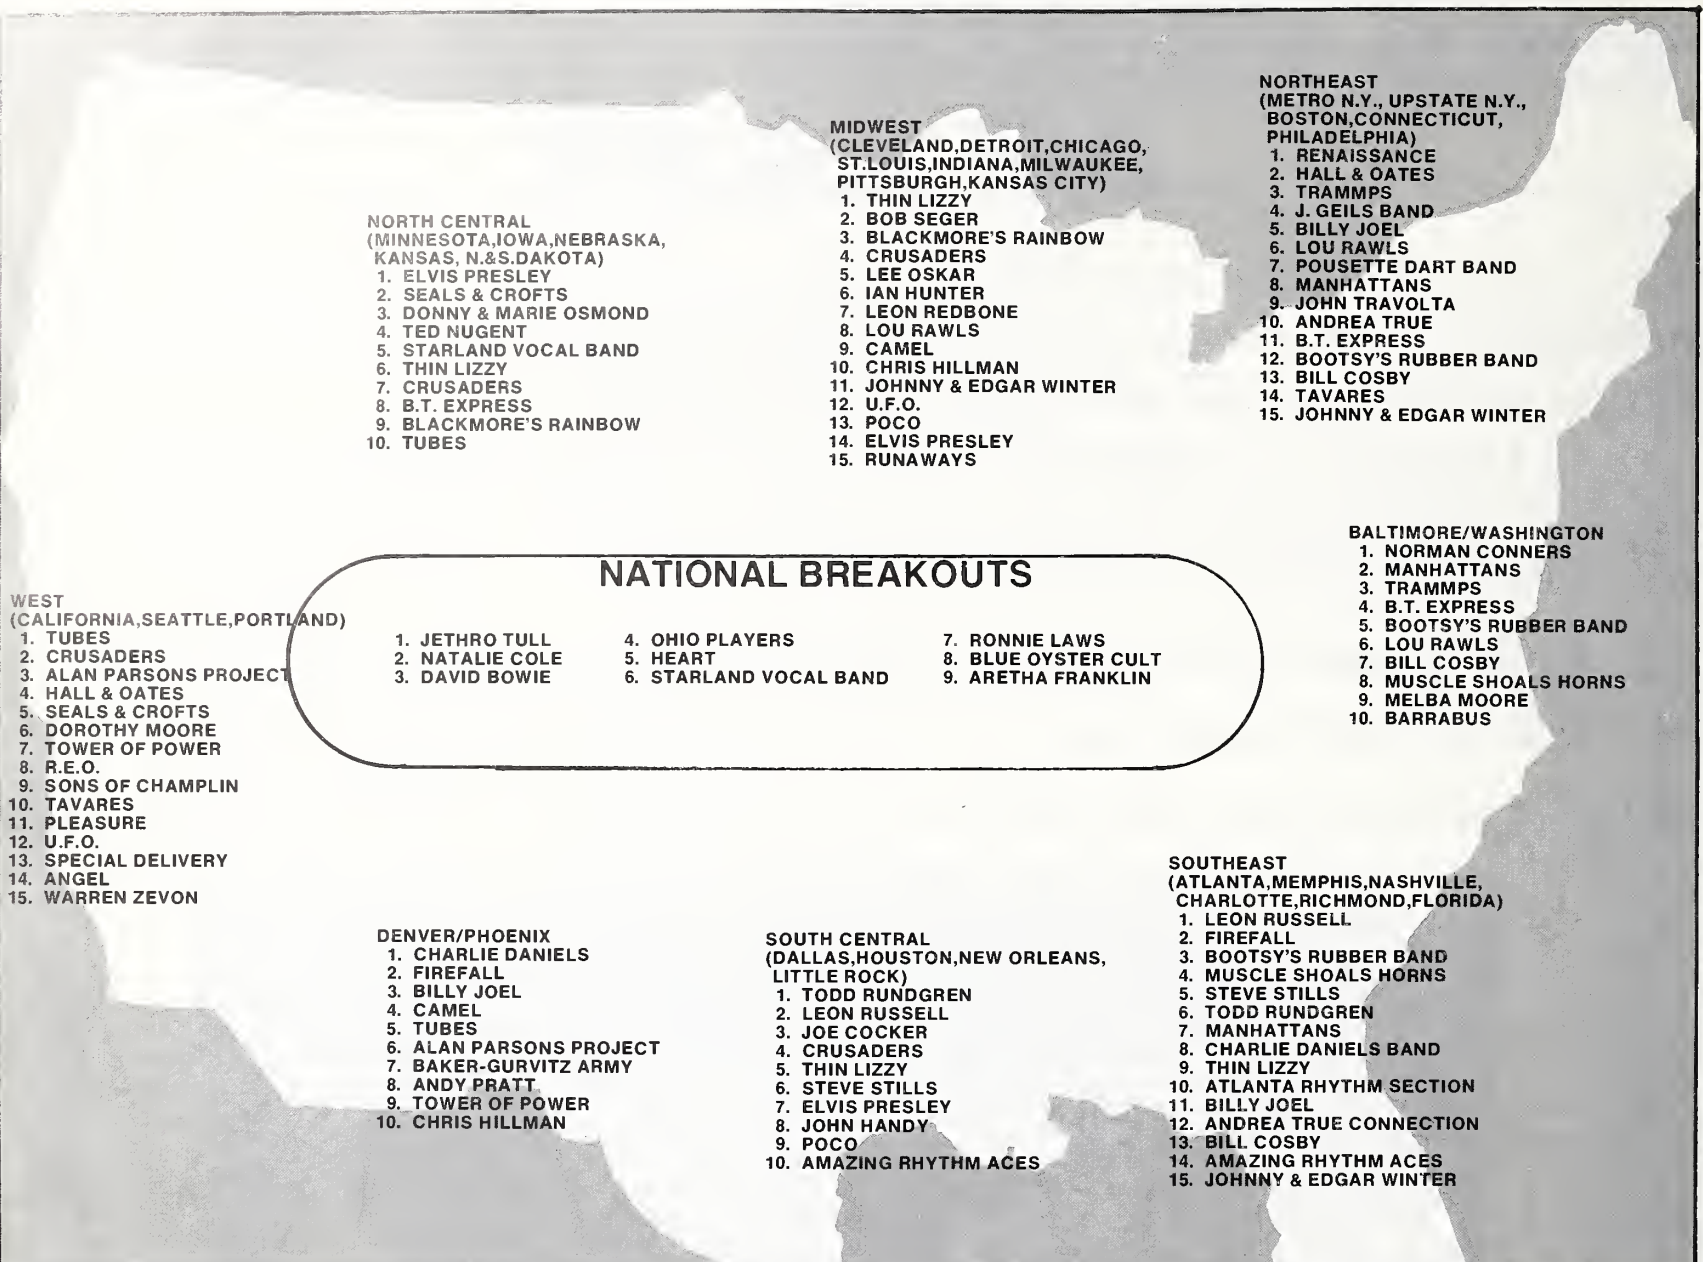 NORTHEAST
(METRO N.Y., UPSTATE N.Y.,
BOSTON,CONNECTICUT,
PHILADELPHIA)
1. RENAISSANCE
2. HALL & OATES
3. TRAMMPS
4. J. GEILS BAND
5. BILLY JOEL
6. LOU RAWLS
7. POUSETTE DART BAND
8. MANHATTANS
9. JOHN TRAVOLTA
10. ANDREA TRUE
11. B.T. EXPRESS
12. BOOTSY'S RUBBER BAND
13. BILL COSBY
14. TAVARES
15. JOHNNY & EDGAR WINTER
MIDWEST
(CLEVELAND,DETROIT,CHICAGO,
ST.LOUIS,INDIANA,MILWAUKEE,
PITTSBURGH,KANSAS CITY)
1. THIN LIZZY
2. BOB SEGER
3. BLACKMORE'S RAINBOW
4. CRUSADERS
5. LEE OSKAR
6. IAN HUNTER
7. LEON REDBONE
8. LOU RAWLS
9. CAMEL
10. CHRIS HILLMAN
11. JOHNNY & EDGAR WINTER
12. U.F.O.
13. POCO
14. ELVIS PRESLEY
15. RUNAWAYS
NORTH CENTRAL
(MINNESOTA,IOWA,NEBRASKA,
KANSAS, N.&S.DAKOTA)
1. ELVIS PRESLEY
2. SEALS & CROFTS
3. DONNY & MARIE OSMOND
4. TED NUGENT
5. STARLAND VOCAL BAND
6. THIN LIZZY
7. CRUSADERS
8. B.T. EXPRESS
9. BLACKMORE'S RAINBOW
10. TUBES
BALTIMORE/WASHINGTON
1. NORMAN CONNERS
2. MANHATTANS
3. TRAMMPS
4. B.T. EXPRESS
5. BOOTSY'S RUBBER BAND
6. LOU RAWLS
7. BILL COSBY
8. MUSCLE SHOALS HORNS
9. MELBA MOORE
10. BARRABUS
NATIONAL BREAKOUTS
1. JETHRO TULL
2. NATALIE COLE
3. DAVID BOWIE
4. OHIO PLAYERS
5. HEART
6. STARLAND VOCAL BAND
7. RONNIE LAWS
8. BLUE OYSTER CULT
9. ARETHA FRANKLIN
WEST
(CALIFORNIA,SEATTLE,PORTLAND)
1. TUBES
2. CRUSADERS
3. ALAN PARSONS PROJECT
4. HALL & OATES
5. SEALS & CROFTS
6. DOROTHY MOORE
7. TOWER OF POWER
8. R.E.O.
9. SONS OF CHAMPLIN
10. TAVARES
11. PLEASURE
12. U.F.O.
13. SPECIAL DELIVERY
14. ANGEL
15. WARREN ZEVON
DENVER/PHOENIX
1. CHARLIE DANIELS
2. FIREFALL
3. BILLY JOEL
4. CAMEL
5. TUBES
6. ALAN PARSONS PROJECT
7. BAKER-GURVITZ ARMY
8. ANDY PRATT
9. TOWER OF POWER
10. CHRIS HILLMAN
SOUTH CENTRAL
(DALLAS,HOUSTON,NEW ORLEANS,
LITTLE ROCK)
1. TODD RUNDGREN
2. LEON RUSSELL
3. JOE COCKER
4. CRUSADERS
5. THIN LIZZY
6. STEVE STILLS
7. ELVIS PRESLEY
8. JOHN HANDY
9. POCO
10. AMAZING RHYTHM ACES
SOUTHEAST
(ATLANTA,MEMPHIS,NASHVILLE,
CHARLOTTE,RICHMOND,FLORIDA)
1. LEON RUSSELL
2. FIREFALL
3. BOOTSY'S RUBBER BAND
4. MUSCLE SHOALS HORNS
5. STEVE STILLS
6. TODD RUNDGREN
7. MANHATTANS
8. CHARLIE DANIELS BAND
9. THIN LIZZY
10. ATLANTA RHYTHM SECTION
11. BILLY JOEL
12. ANDREA TRUE CONNECTION
13. BILL COSBY
14. AMAZING RHYTHM ACES
15. JOHNNY & EDGAR WINTER